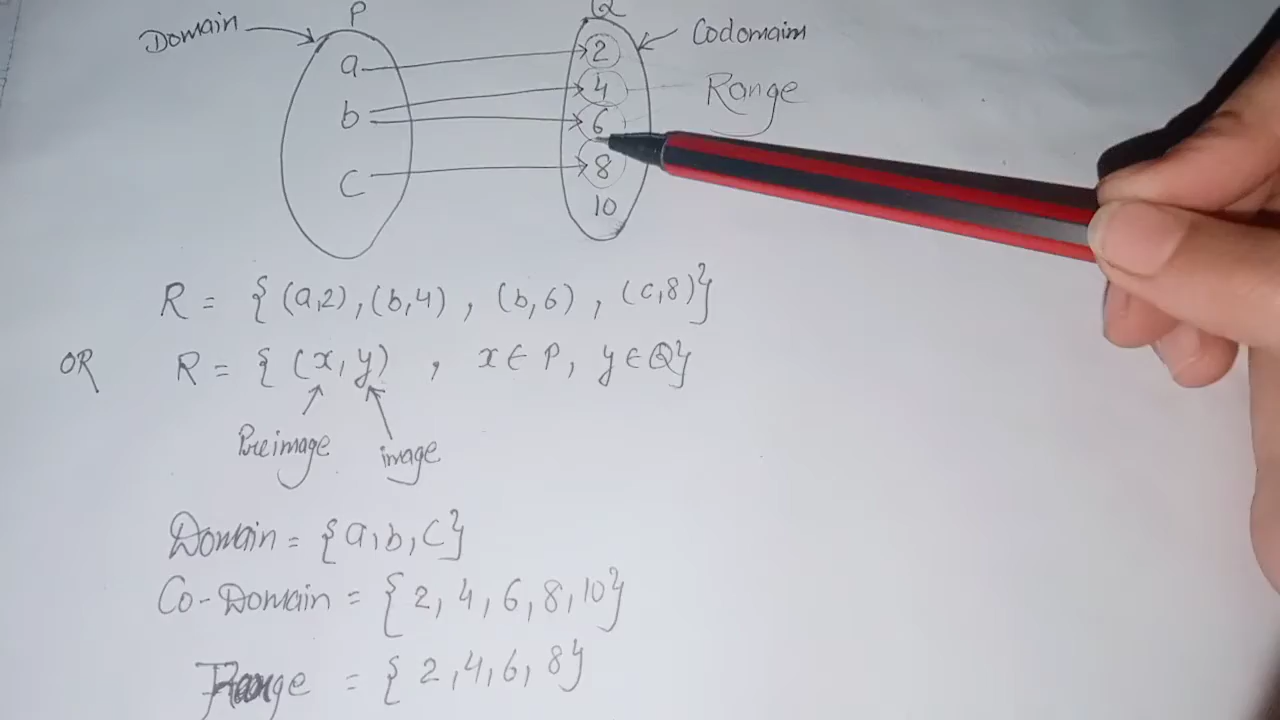 P Q
Domain Codomaim
a 2
b 4 Range
6
c 8
10
R = {(a,2),(b,4) , (b,6) , (c,8)}
OR R = { (x,y) , x ∈ P, y ∈ Q}
Preimage image
Domain = {a,b,c}
Co-Domain = {2,4,6,8,10}
Range = {2,4,6,8}